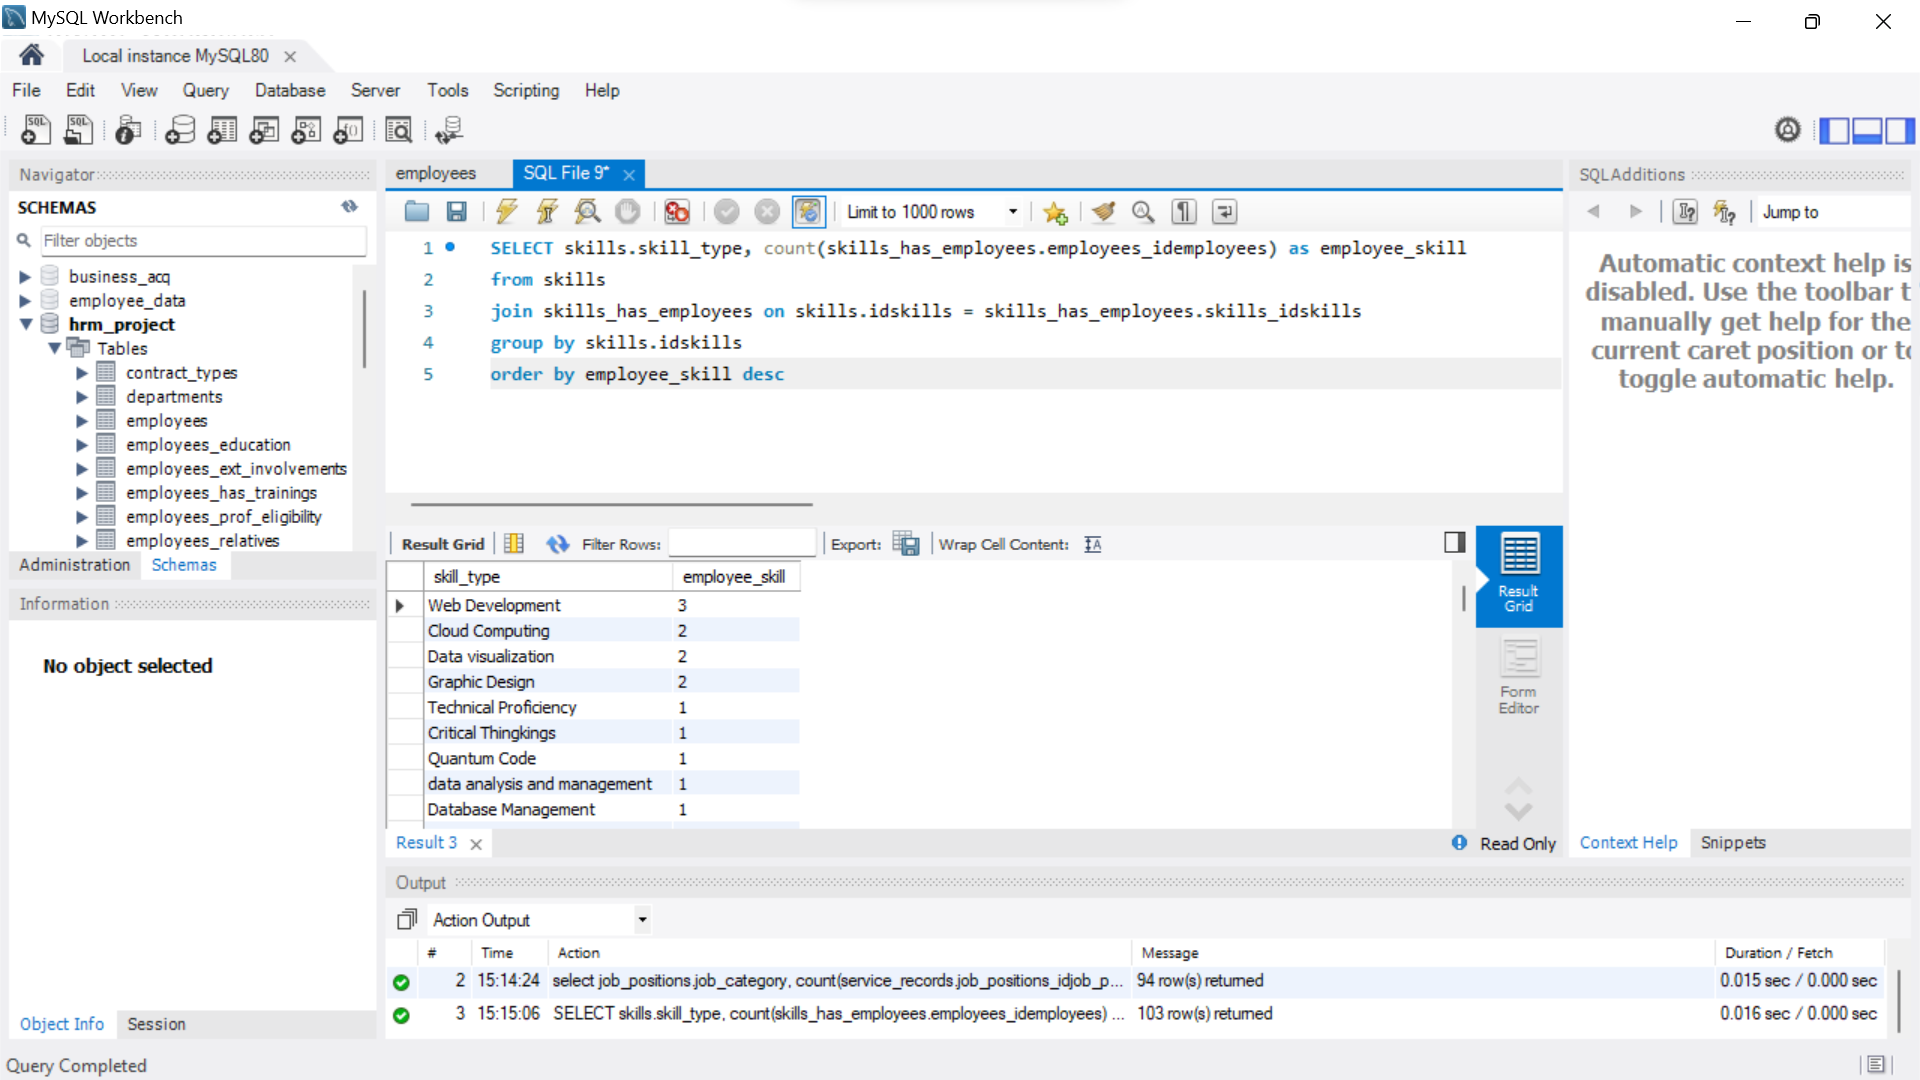 MySQL Workbench
Local instance MySQL80
File Edit View Query Database Server Tools Scripting Help
Navigator
SCHEMAS
Filter objects
business_acq
employee_data
hrm_project
Tables
contract_types
departments
employees
employees_education
employees_ext_involvements
employees_has_trainings
employees_prof_eligibility
employees_relatives
Administration Schemas
Information
No object selected
Object Info Session
employees SQL File 9*
Limit to 1000 rows
1 SELECT skills.skill_type, count(skills_has_employees.employees_idemployees) as employee_skill
2 from skills
3 join skills_has_employees on skills.idskills = skills_has_employees.skills_idskills
4 group by skills.idskills
5 order by employee_skill desc
Result Grid Filter Rows: Export: Wrap Cell Content:
skill_type employee_skill
Web Development 3
Cloud Computing 2
Data visualization 2
Graphic Design 2
Technical Proficiency 1
Critical Thingkings 1
Quantum Code 1
data analysis and management 1
Database Management 1
Result
Grid
Form
Editor
Result 3 Read Only
SQLAdditions
Jump to
Automatic context help is
disabled. Use the toolbar t
manually get help for the
current caret position or to
toggle automatic help.
Context Help Snippets
Output
Action Output
# Time Action Message Duration / Fetch
2 15:14:24 select job_positions.job_category, count(service_records.job_positions_idjob_p... 94 row(s) returned 0.015 sec / 0.000 sec
3 15:15:06 SELECT skills.skill_type, count(skills_has_employees.employees_idemployees) ... 103 row(s) returned 0.016 sec / 0.000 sec
Query Completed